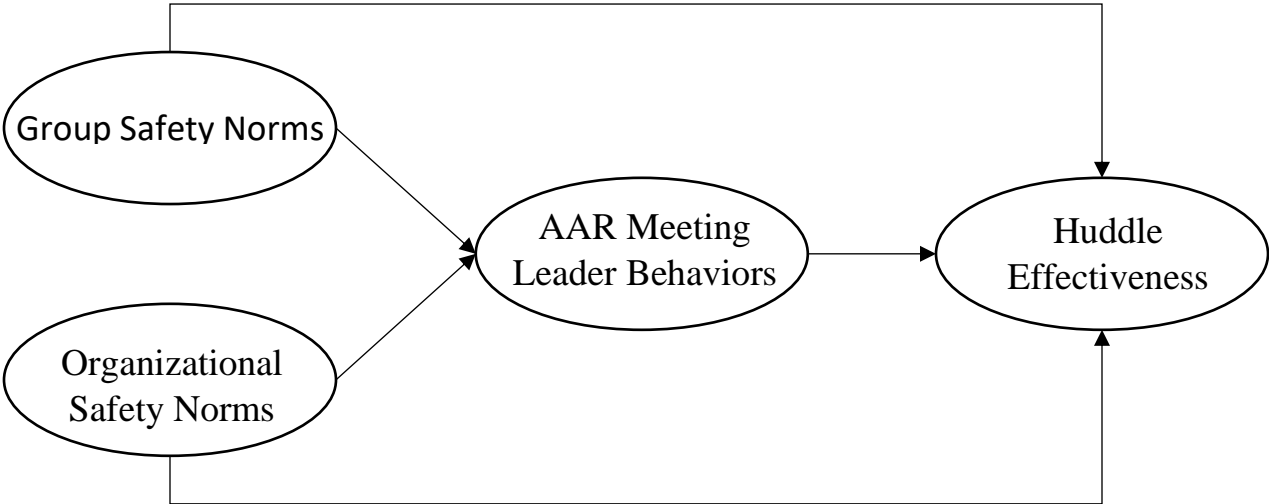 Group Safety Norms
AAR Meeting
Leader Behaviors
Huddle
Effectiveness
Organizational
Safety Norms